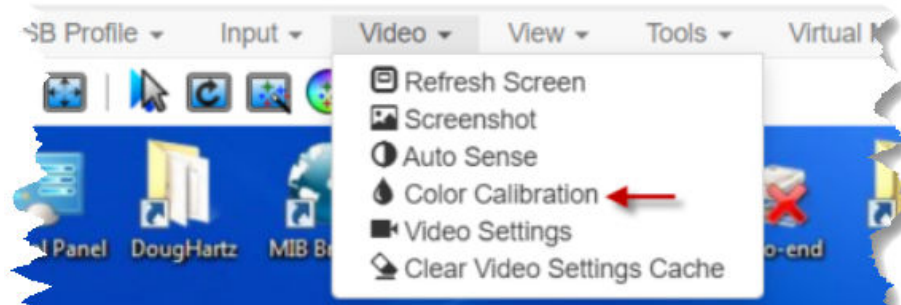 SB Profile Input Video View Tools Virtual
Refresh Screen
Screenshot
Auto Sense
Color Calibration
Video Settings
Clear Video Settings Cache
Panel DougHartz MIB o-end